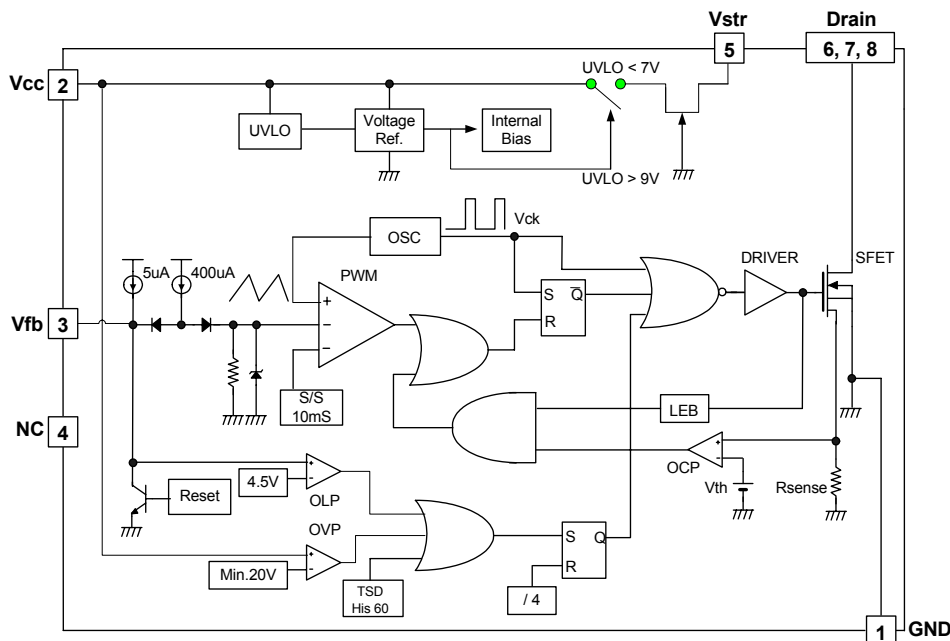 Vstr
Drain
5
6, 7, 8
Vcc
2
UVLO < 7V
UVLO
Voltage
Ref.
Internal
Bias
UVLO > 9V
Vck
OSC
5uA
400uA
PWM
DRIVER
SFET
S
Q
R
Vfb
3
+
−
−
S/S
10mS
NC
4
LEB
OCP
+
-
Vth
Rsense
4.5V
+
-
OLP
Reset
OVP
+
-
Min.20V
TSD
His 60
S
Q
R
/ 4
1
GND